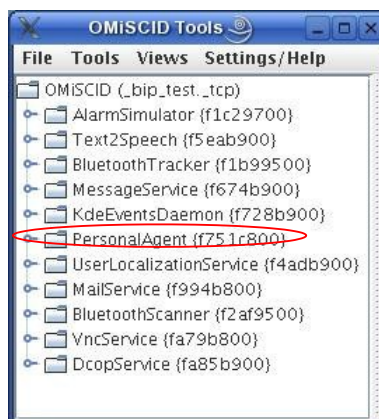 OMiSCID Tools
File Tools Views Settings/Help
OMiSCID (_bip_test._tcp)
AlarmSimulator {f1c29700}
Text2Speech {f5eab900}
BluetoothTracker {f1b99500}
MessageService {f674b900}
KdeEventsDaemon {f728b900}
PersonalAgent {f751c800}
UserLocalizationService {f4adb900}
MailService {f994b800}
BluetoothScanner {f2af9500}
VncService {fa79b800}
DcopService {fa85b900}